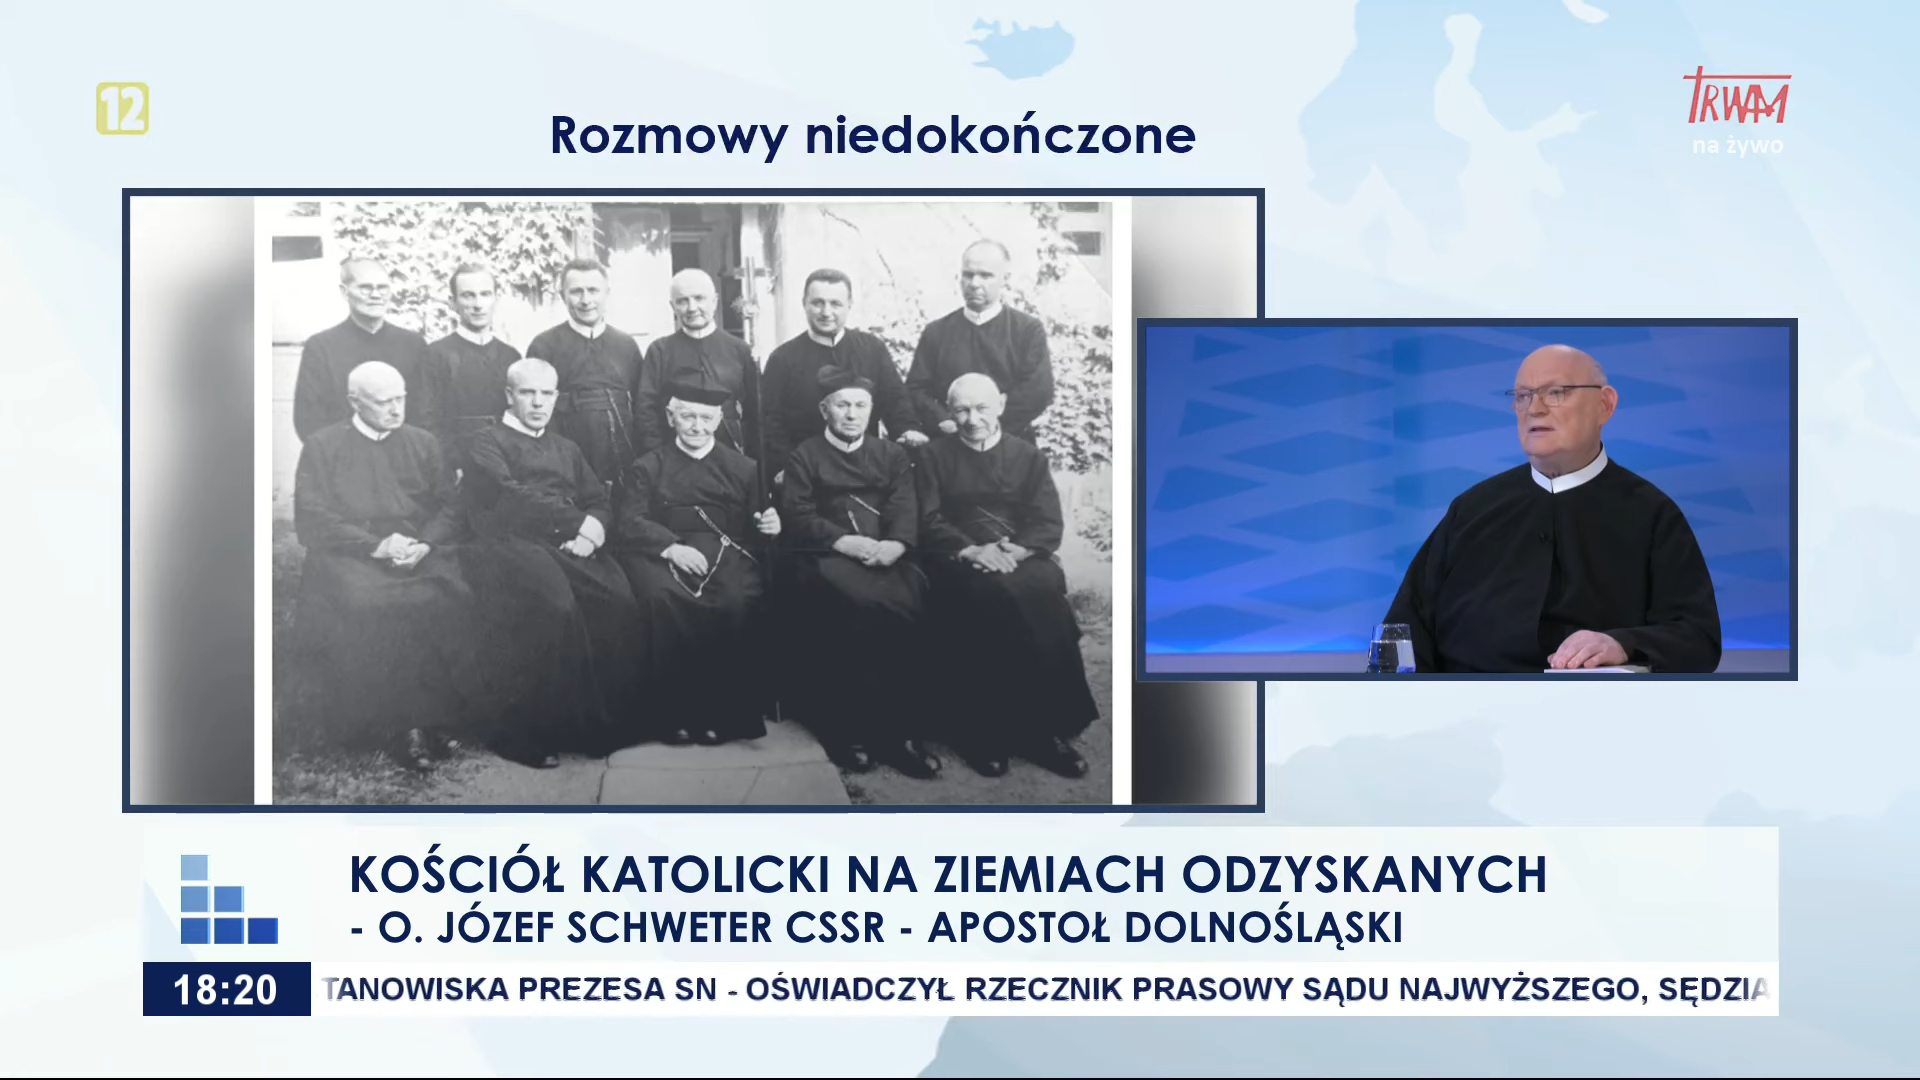 12
Rozmowy niedokończone
TRWAM
na żywo
KOŚCIÓŁ KATOLICKI NA ZIEMIACH ODZYSKANYCH
- O. JÓZEF SCHWETER CSSR - APOSTOŁ DOLNOŚLĄSKI
18:20
TANOWISKA PREZESA SN - OŚWIADCZYŁ RZECZNIK PRASOWY SĄDU NAJWYŻSZEGO, SĘDZIA